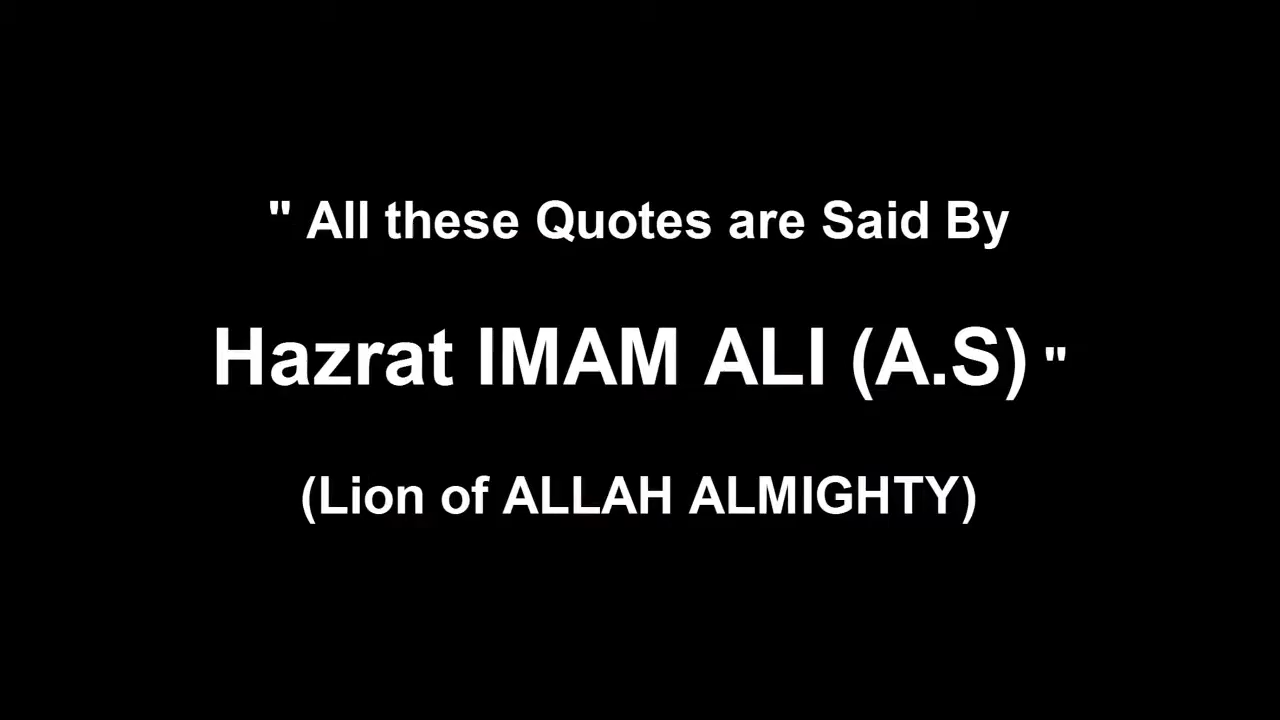 " All these Quotes are Said By
Hazrat IMAM ALI (A.S) "
(Lion of ALLAH ALMIGHTY)